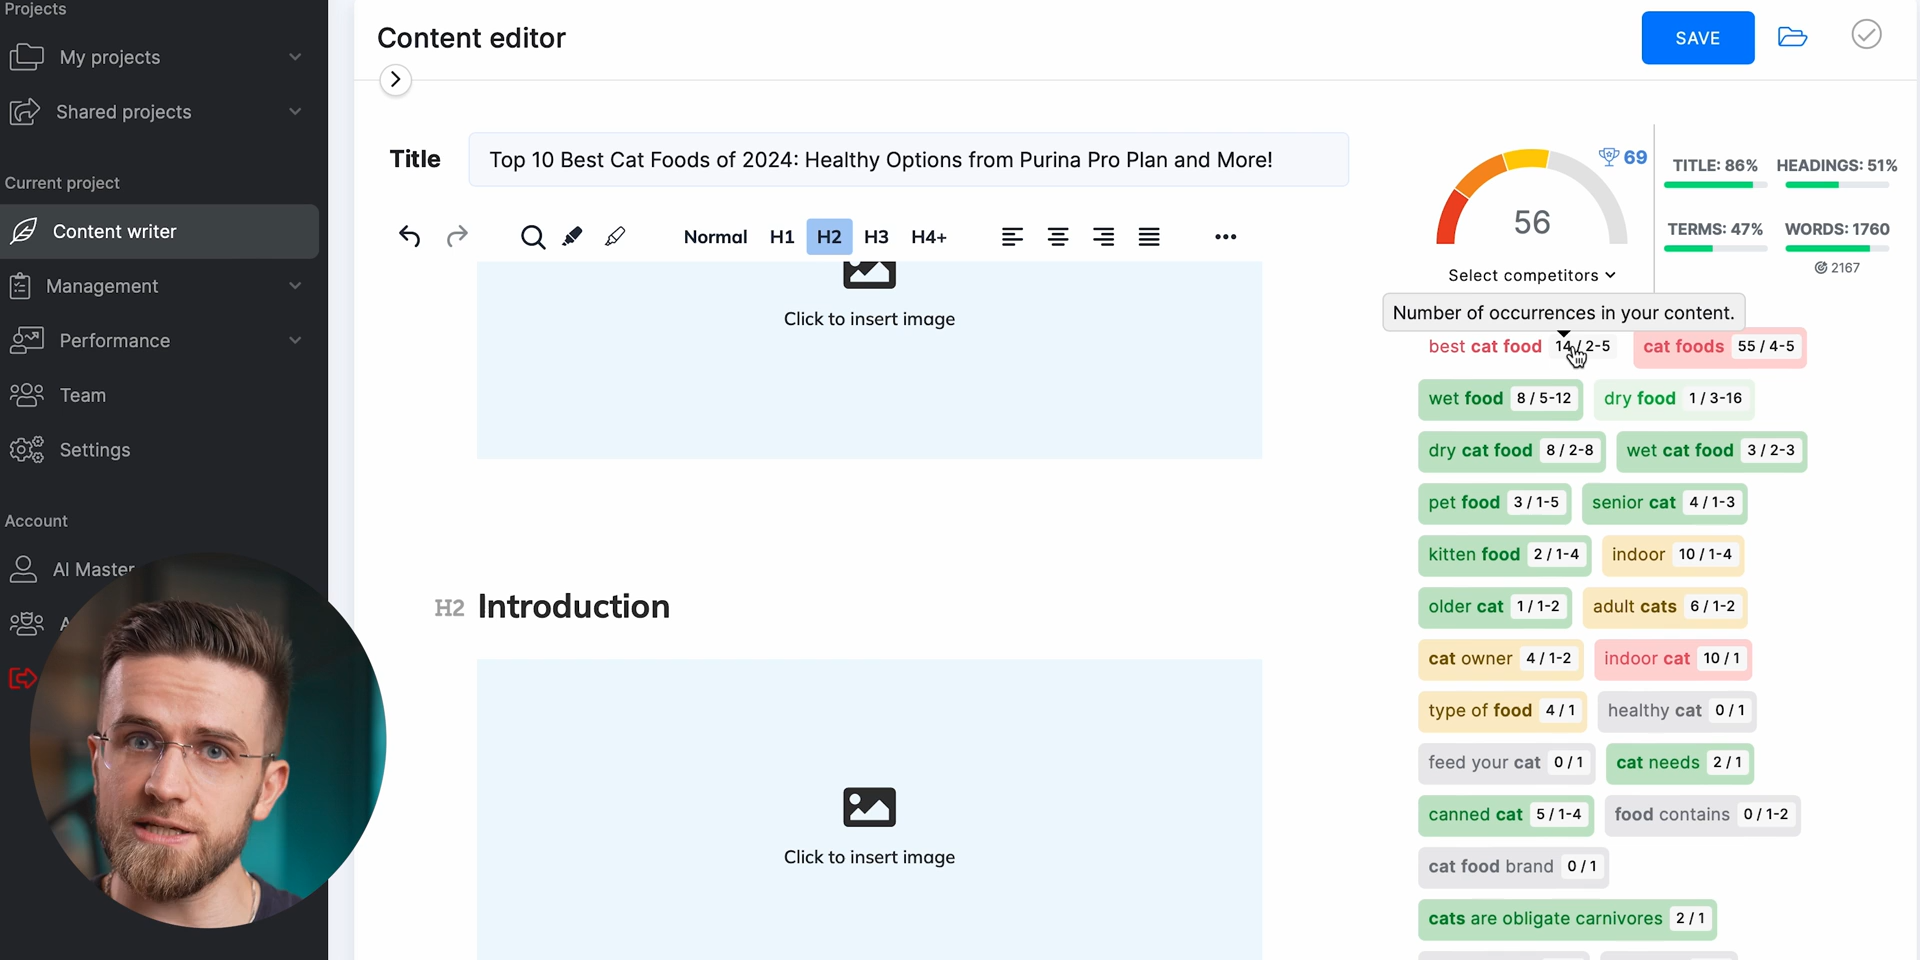 Projects
My projects
Shared projects
Current project
Content writer
Management
Performance
Team
Settings
Account
AI Master
A
Content editor
SAVE
Title
Top 10 Best Cat Foods of 2024: Healthy Options from Purina Pro Plan and More!
Normal H1 H2 H3 H4+
Click to insert image
H2 Introduction
Click to insert image
69
56
Select competitors
TITLE: 86% HEADINGS: 51%
TERMS: 47% WORDS: 1760
2167
Number of occurrences in your content.
best cat food 14 / 2-5 cat foods 55 / 4-5
wet food 8 / 5-12 dry food 1 / 3-16
dry cat food 8 / 2-8 wet cat food 3 / 2-3
pet food 3 / 1-5 senior cat 4 / 1-3
kitten food 2 / 1-4 indoor 10 / 1-4
older cat 1 / 1-2 adult cats 6 / 1-2
cat owner 4 / 1-2 indoor cat 10 / 1
type of food 4 / 1 healthy cat 0 / 1
feed your cat 0 / 1 cat needs 2 / 1
canned cat 5 / 1-4 food contains 0 / 1-2
cat food brand 0 / 1
cats are obligate carnivores 2 / 1